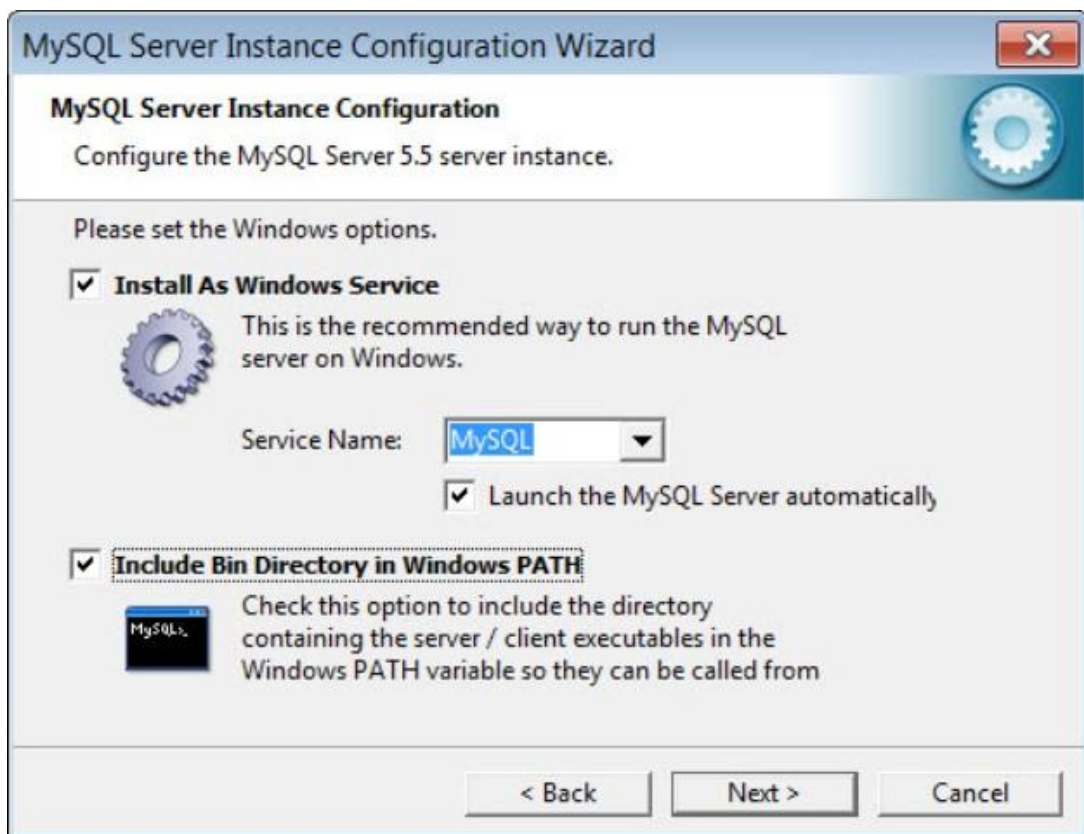 MySQL Server Instance Configuration Wizard
MySQL Server Instance Configuration
Configure the MySQL Server 5.5 server instance.
Please set the Windows options.
Install As Windows Service
This is the recommended way to run the MySQL
server on Windows.
Service Name: MySQL
Launch the MySQL Server automatically
Include Bin Directory in Windows PATH
MySQL>_
Check this option to include the directory
containing the server / client executables in the
Windows PATH variable so they can be called from
< Back Next > Cancel